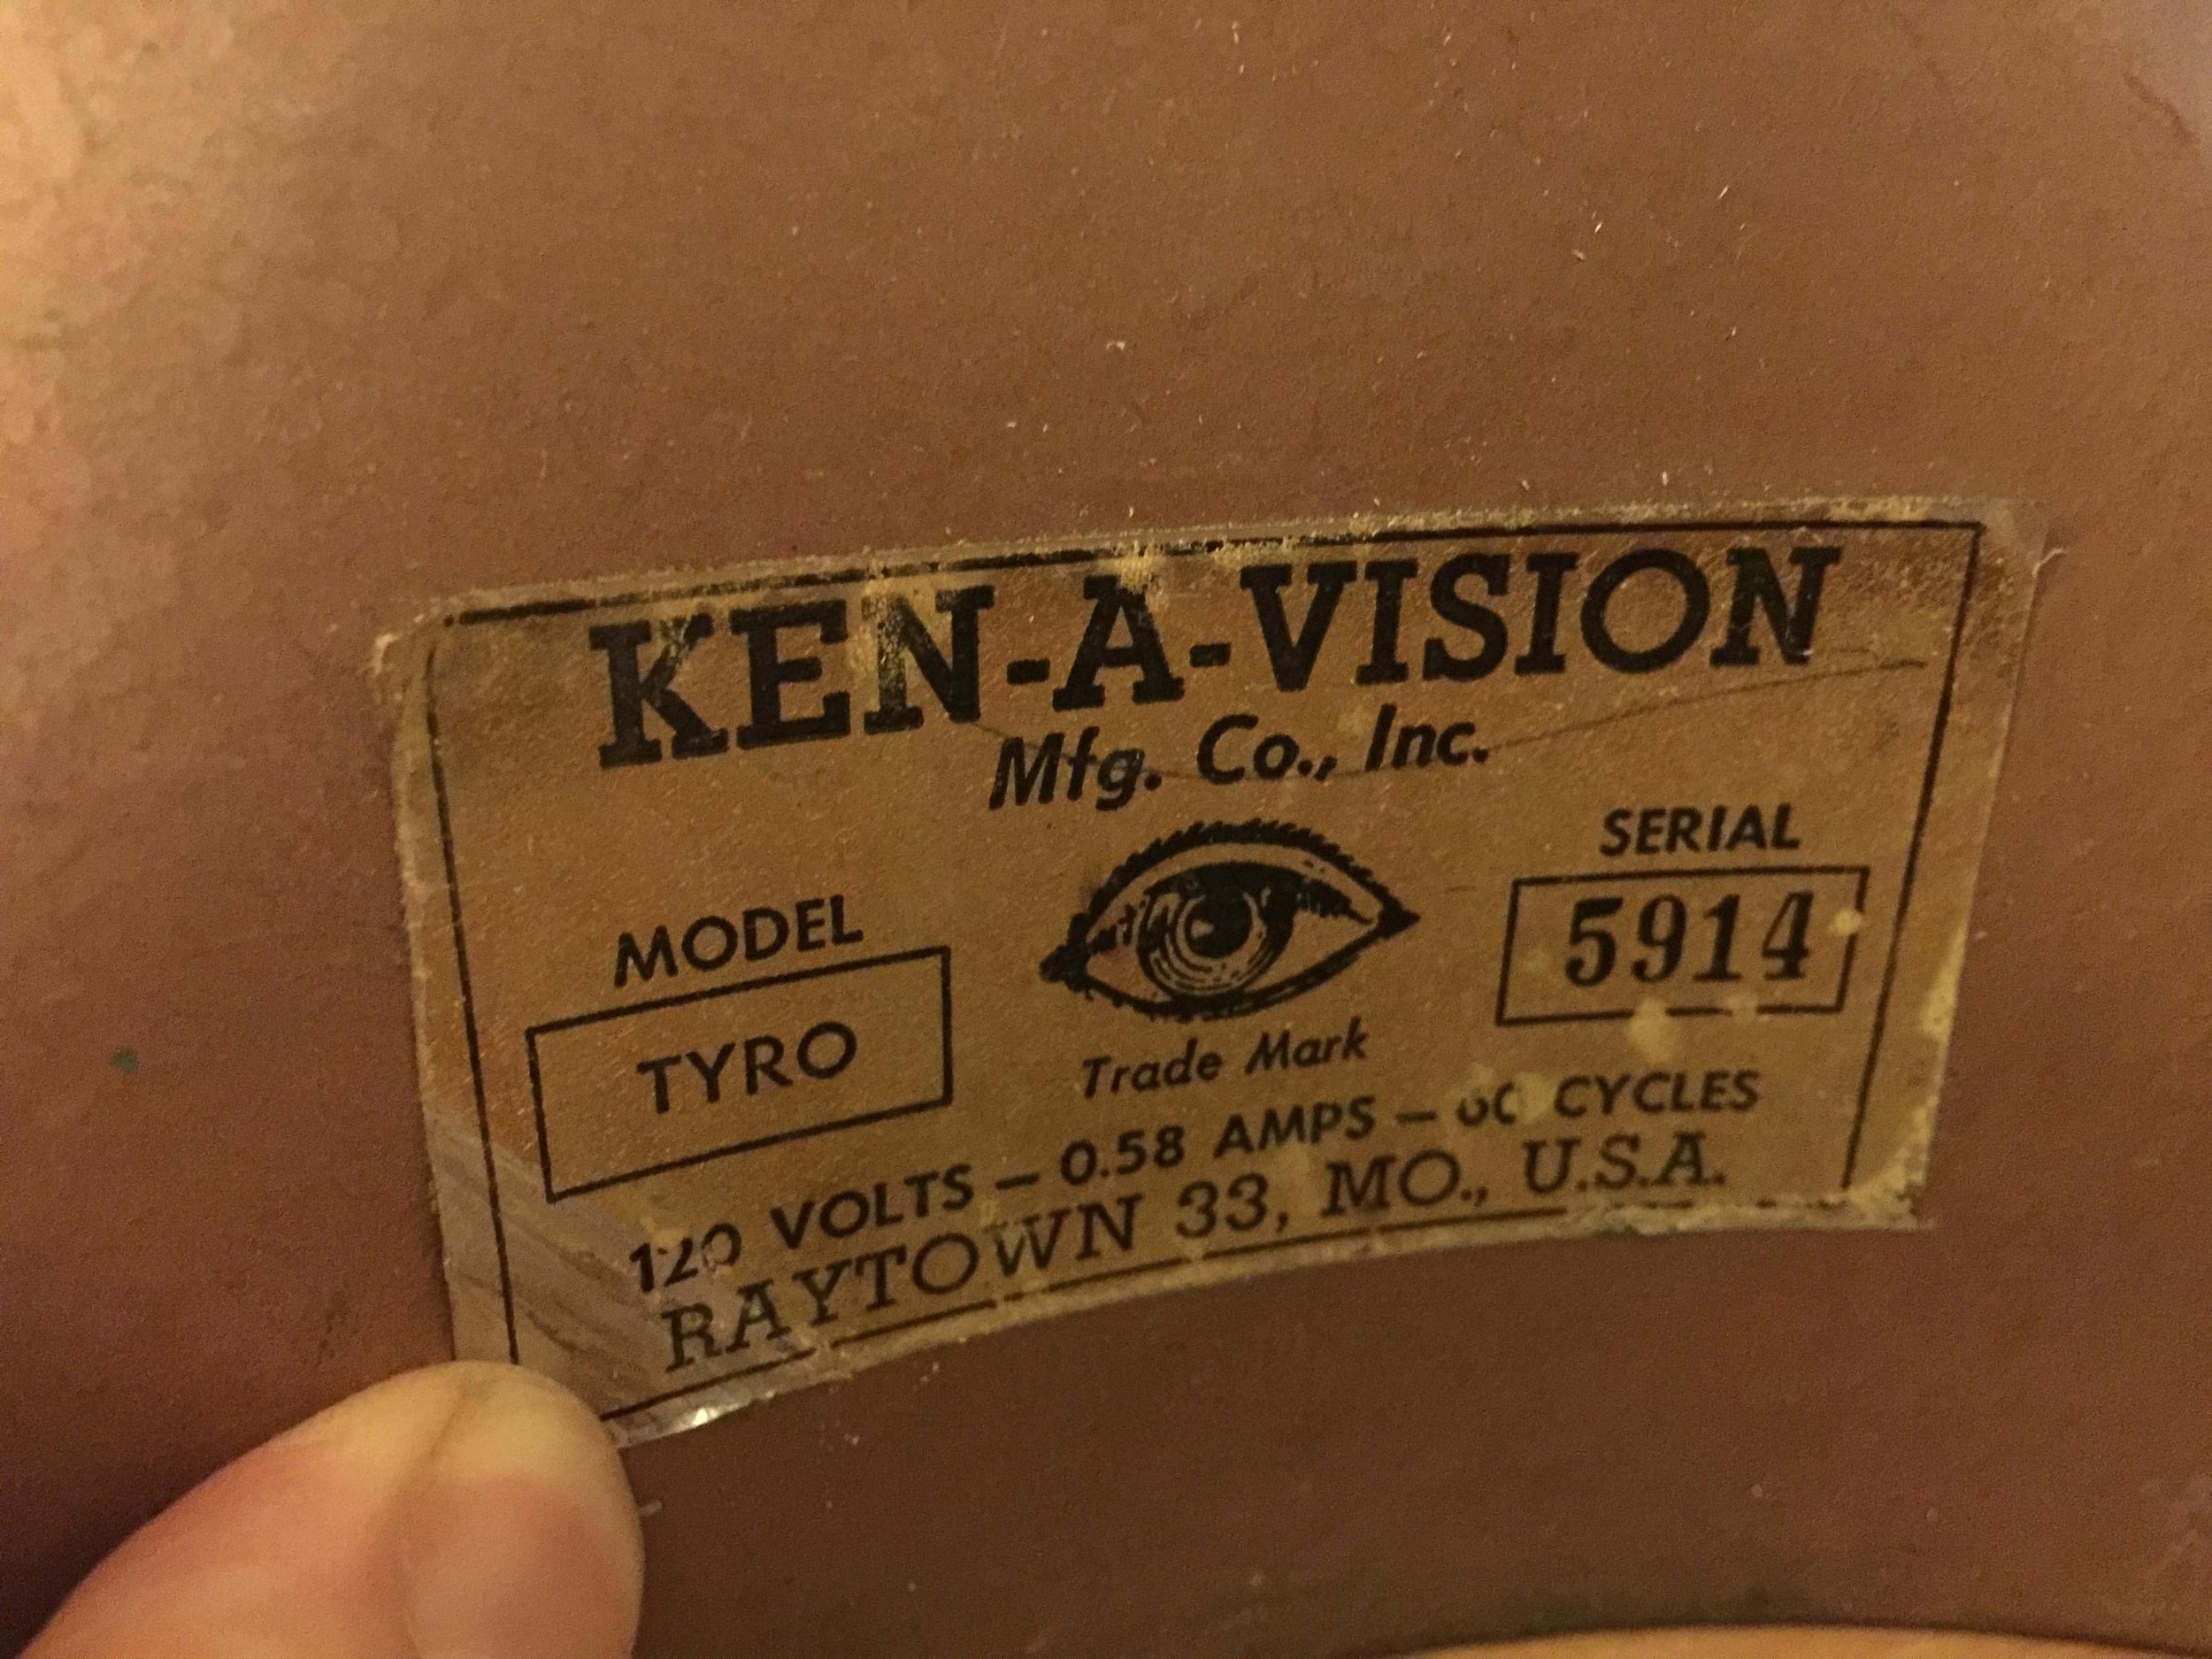 KEN-A-VISION
Mfg. Co., Inc.
MODEL
TYRO
SERIAL
5914
Trade Mark
120 VOLTS – 0.58 AMPS – 60 CYCLES
RAYTOWN 33, MO., U.S.A.